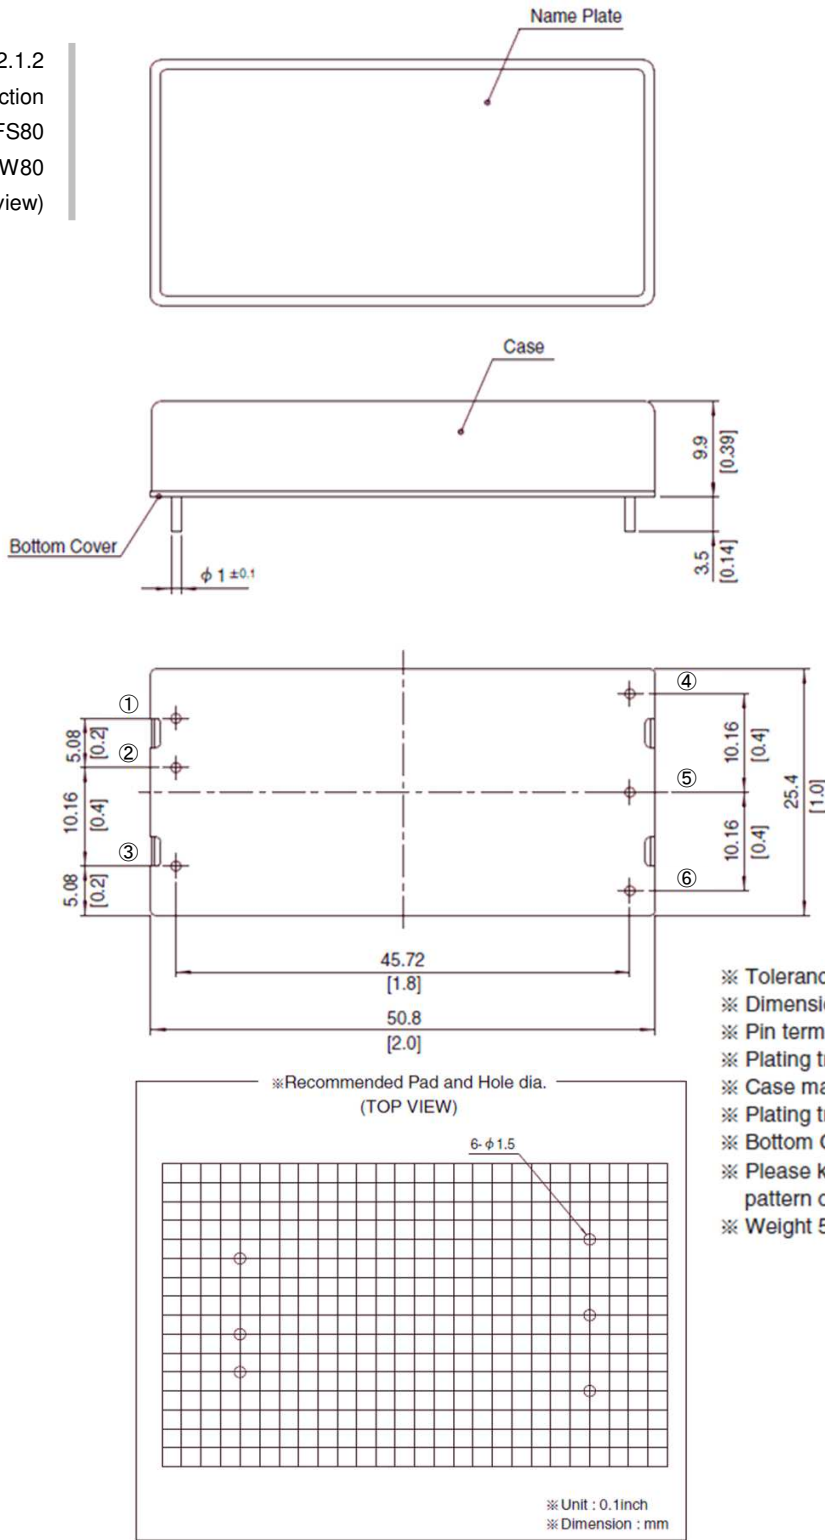 2.1.2
ction
FS80
W80
view)
Name Plate
Case
9.9
[0.39]
3.5
[0.14]
Bottom Cover
φ 1 ±0.1
①
②
③
④
⑤
⑥
5.08
[0.2]
10.16
[0.4]
5.08
[0.2]
10.16
[0.4]
10.16
[0.4]
25.4
[1.0]
45.72
[1.8]
50.8
[2.0]
※ Toleranc
※ Dimensi
※ Pin term
※ Plating t
※ Case ma
※ Plating t
※ Bottom
※ Please k
pattern
※ Weight 5
※Recommended Pad and Hole dia.
(TOP VIEW)
6- φ 1.5
※ Unit : 0.1inch
※ Dimension : mm